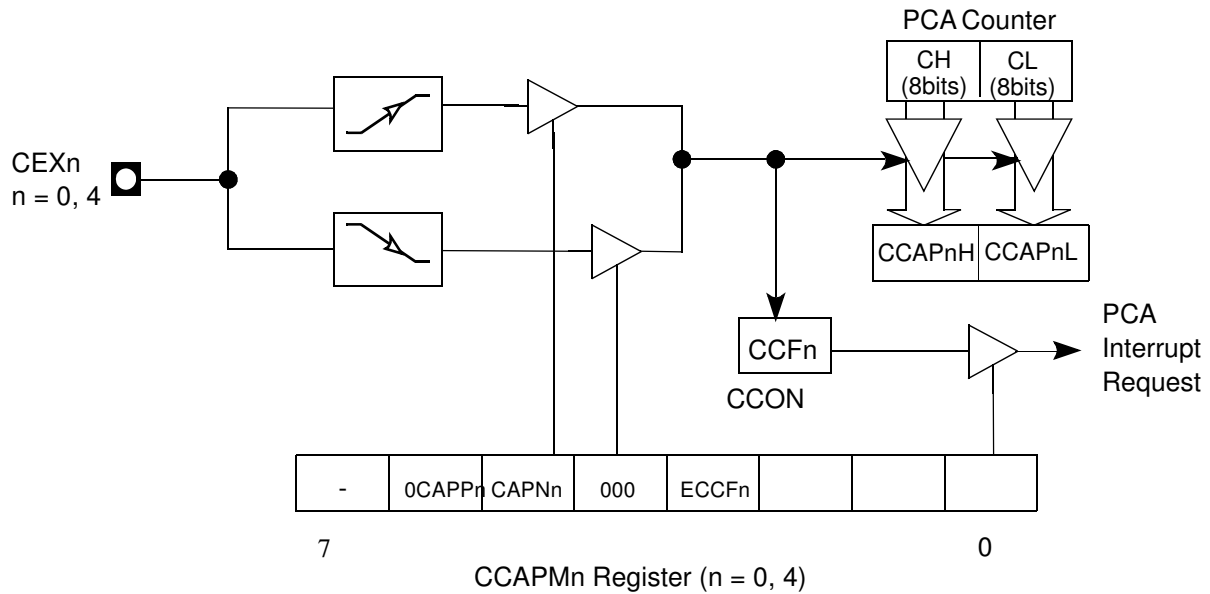 PCA Counter
CH CL
(8bits) (8bits)
CEXn
n = 0, 4
CCAPnH CCAPnL
CCFn
CCON
PCA
Interrupt
Request
- 0CAPPn CAPNn 000 ECCFn
7 0
CCAPMn Register (n = 0, 4)